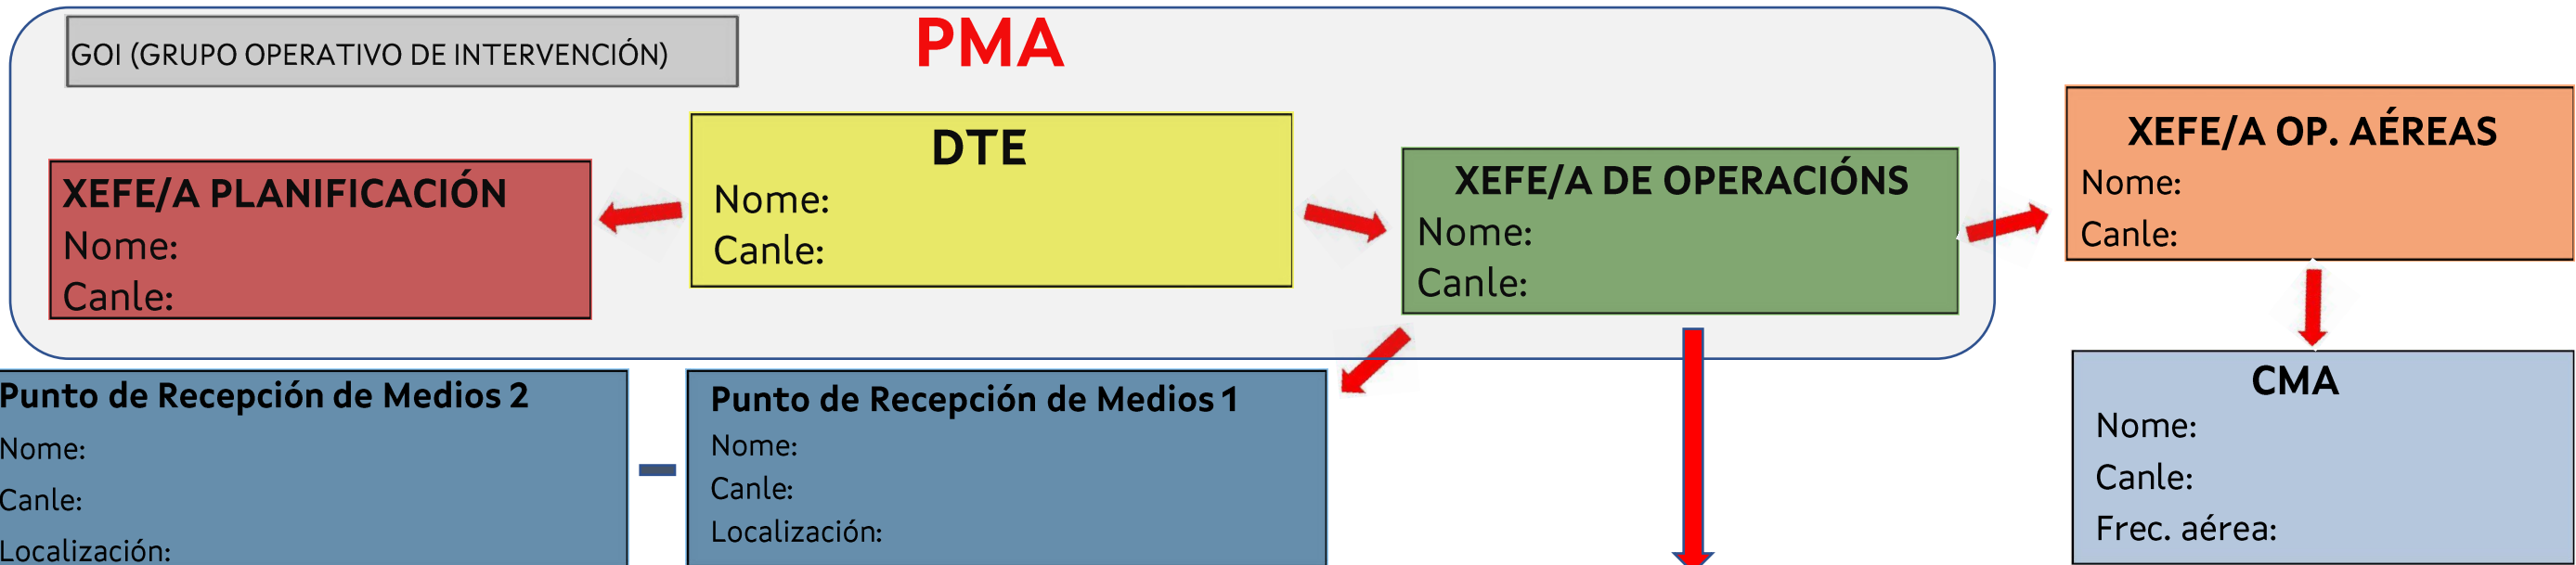 PMA
GOI (GRUPO OPERATIVO DE INTERVENCIÓN)
DTE
Nome:
Canle:
XEFE/A PLANIFICACIÓN
Nome:
Canle:
XEFE/A DE OPERACIÓNS
Nome:
Canle:
XEFE/A OP. AÉREAS
Nome:
Canle:
Punto de Recepción de Medios 2
Nome:
Canle:
Localización:
Punto de Recepción de Medios 1
Nome:
Canle:
Localización:
CMA
Nome:
Canle:
Frec. aérea: